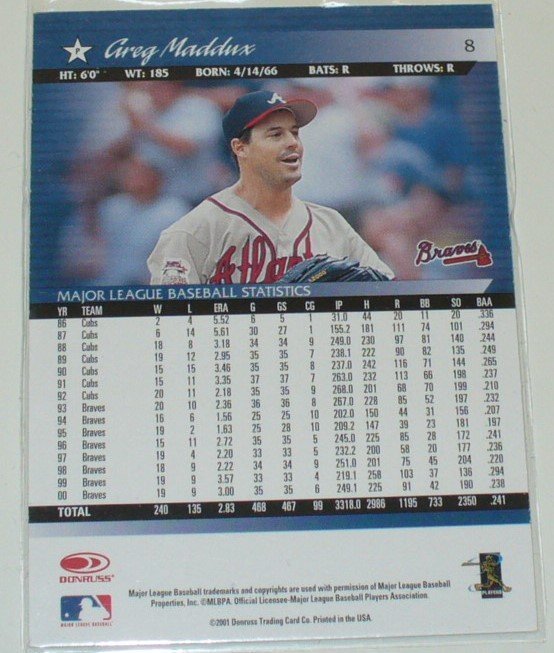 P
Greg Maddux 8
HT: 6'0" WT: 185 BORN: 4/14/66 BATS: R THROWS: R
A
Atlanta
Braves
MAJOR LEAGUE BASEBALL STATISTICS
YR TEAM W L ERA G GS CG IP H R BB SO BAA
86 Cubs 2 4 5.52 6 5 1 31.0 44 20 11 20 .336
87 Cubs 6 14 5.61 30 27 1 155.2 181 111 74 101 .294
88 Cubs 18 8 3.18 34 34 9 249.0 230 97 81 140 .244
89 Cubs 19 12 2.95 35 35 7 238.1 222 90 82 135 .249
90 Cubs 15 15 3.46 35 35 8 237.0 242 116 71 144 .265
91 Cubs 15 11 3.35 37 37 7 263.0 232 113 66 198 .237
92 Cubs 20 11 2.18 35 35 9 268.0 201 68 70 199 .210
93 Braves 20 10 2.36 36 36 8 267.0 228 85 52 197 .232
94 Braves 16 6 1.56 25 25 10 202.0 150 44 31 156 .207
95 Braves 19 2 1.63 28 28 10 209.2 147 39 23 181 .197
96 Braves 15 11 2.72 35 35 5 245.0 225 85 28 172 .241
97 Braves 19 4 2.20 33 33 5 232.2 200 58 20 177 .236
98 Braves 18 9 2.22 34 34 9 251.0 201 75 45 204 .220
99 Braves 19 9 3.57 33 33 4 219.1 258 103 37 136 .294
00 Braves 19 9 3.00 35 35 6 249.1 225 91 42 190 .238
TOTAL 240 135 2.83 468 467 99 3318.0 2986 1195 733 2350 .241
DONRUSS
Major League Baseball trademarks and copyrights are used with permission of Major League Baseball
Properties, Inc. ©MLBPA. Official Licensee-Major League Baseball Players Association.
MAJOR LEAGUE BASEBALL
PLAYERS
©2001 Donruss Trading Card Co. Printed in the USA.